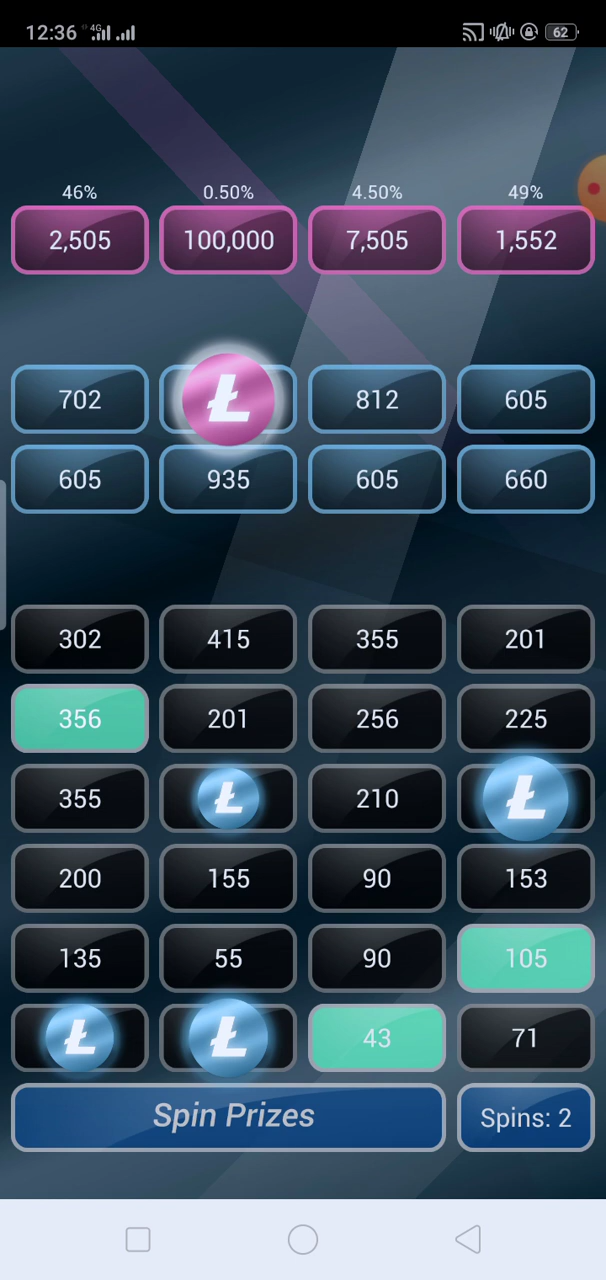 12:36 4G 62
46% 0.50% 4.50% 49%
2,505 100,000 7,505 1,552
702 Ł 812 605
605 935 605 660
302 415 355 201
356 201 256 225
355 Ł 210 Ł
200 155 90 153
135 55 90 105
Ł Ł 43 71
Spin Prizes Spins: 2